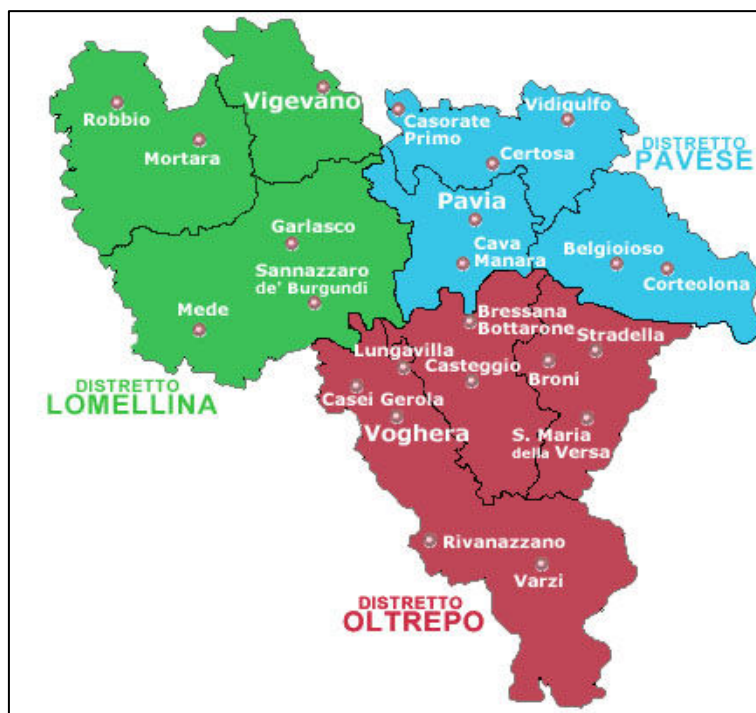 Vigevano
Robbio
Mortara
Casorate
Primo
Vidigulfo
Certosa
DISTRETTO
PAVESE
Pavia
Cava
Manara
Belgioioso
Corteolona
Garlasco
Sannazzaro
de' Burgundi
Mede
DISTRETTO
LOMELLINA
Bressana
Bottarone
Stradella
Lungavilla
Casteggio
Broni
Casei Gerola
Voghera
S. Maria
della Versa
Rivanazzano
Varzi
DISTRETTO
OLTREPO